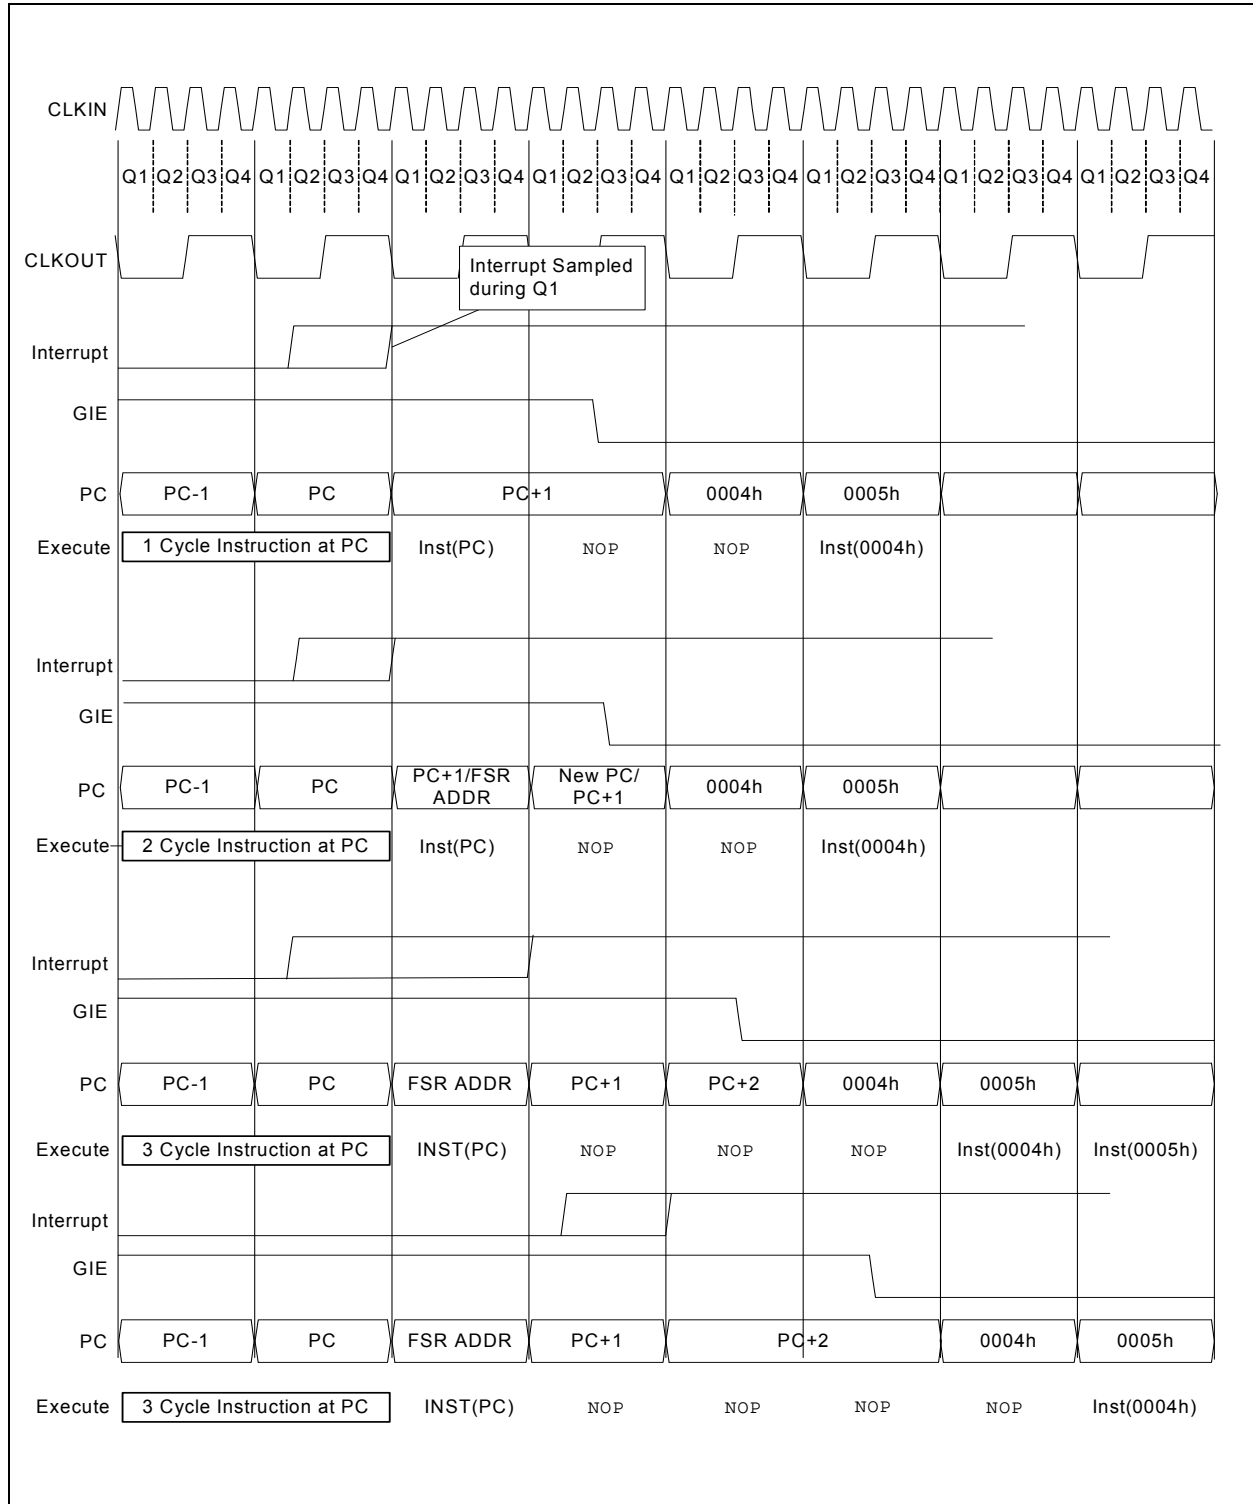 CLKIN
Q1 Q2 Q3 Q4 Q1 Q2 Q3 Q4 Q1 Q2 Q3 Q4 Q1 Q2 Q3 Q4 Q1 Q2 Q3 Q4 Q1 Q2 Q3 Q4 Q1 Q2 Q3 Q4 Q1 Q2 Q3 Q4
CLKOUT
Interrupt Sampled
during Q1
Interrupt
GIE
PC PC-1 PC PC+1 0004h 0005h
Execute 1 Cycle Instruction at PC Inst(PC) NOP NOP Inst(0004h)
Interrupt
GIE
PC PC-1 PC PC+1/FSR ADDR New PC/ PC+1 0004h 0005h
Execute 2 Cycle Instruction at PC Inst(PC) NOP NOP Inst(0004h)
Interrupt
GIE
PC PC-1 PC FSR ADDR PC+1 PC+2 0004h 0005h
Execute 3 Cycle Instruction at PC INST(PC) NOP NOP NOP Inst(0004h) Inst(0005h)
Interrupt
GIE
PC PC-1 PC FSR ADDR PC+1 PC+2 0004h 0005h
Execute 3 Cycle Instruction at PC INST(PC) NOP NOP NOP NOP Inst(0004h)